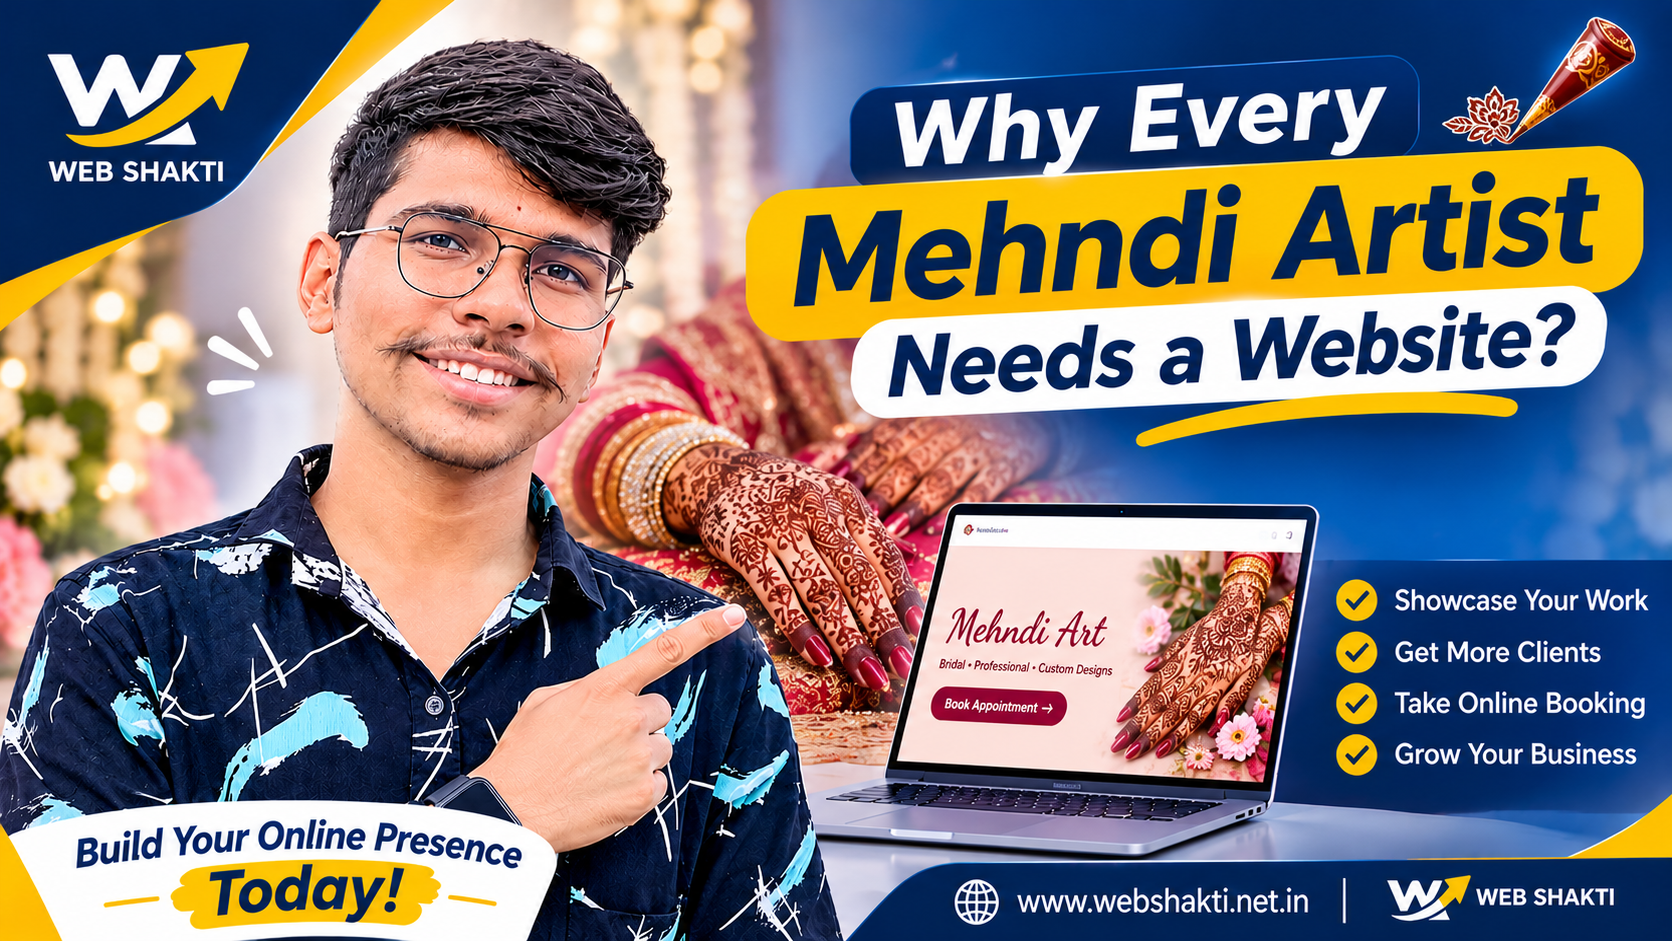 WEB SHAKTI
Why Every
Mehndi Artist
Needs a Website?
Mehndi Art
Bridal • Professional • Custom Designs
Book Appointment →
Showcase Your Work
Get More Clients
Take Online Booking
Grow Your Business
Build Your Online Presence
Today!
www.webshakti.net.in
WEB SHAKTI